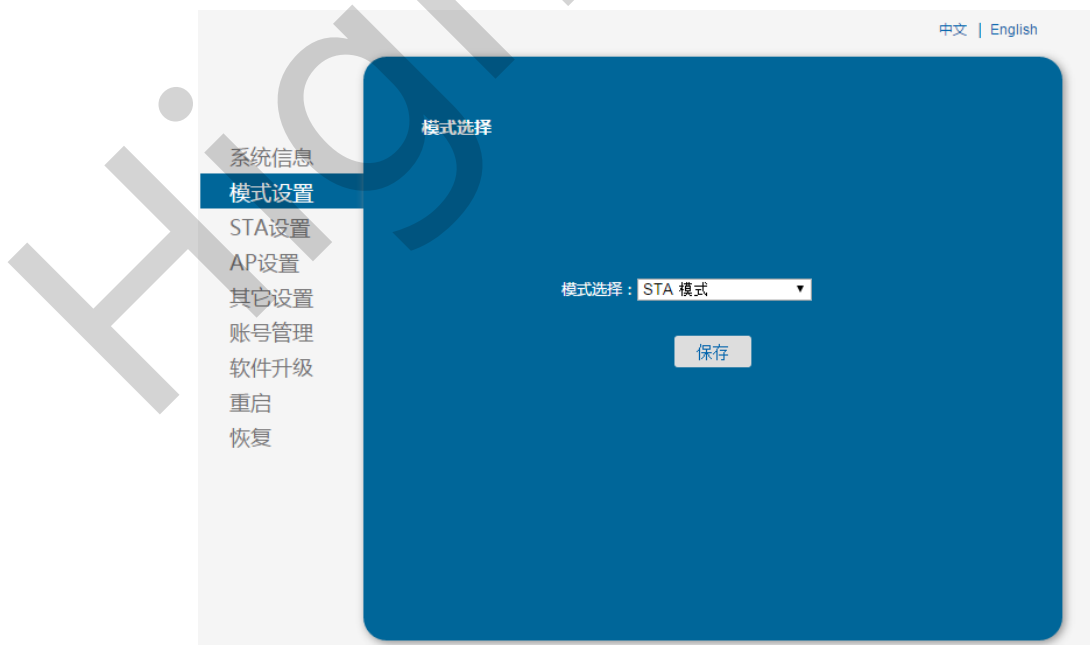 中文 | English
模式选择
系统信息
模式设置
STA设置
AP设置
其它设置
账号管理
软件升级
重启
恢复
模式选择：STA 模式
保存